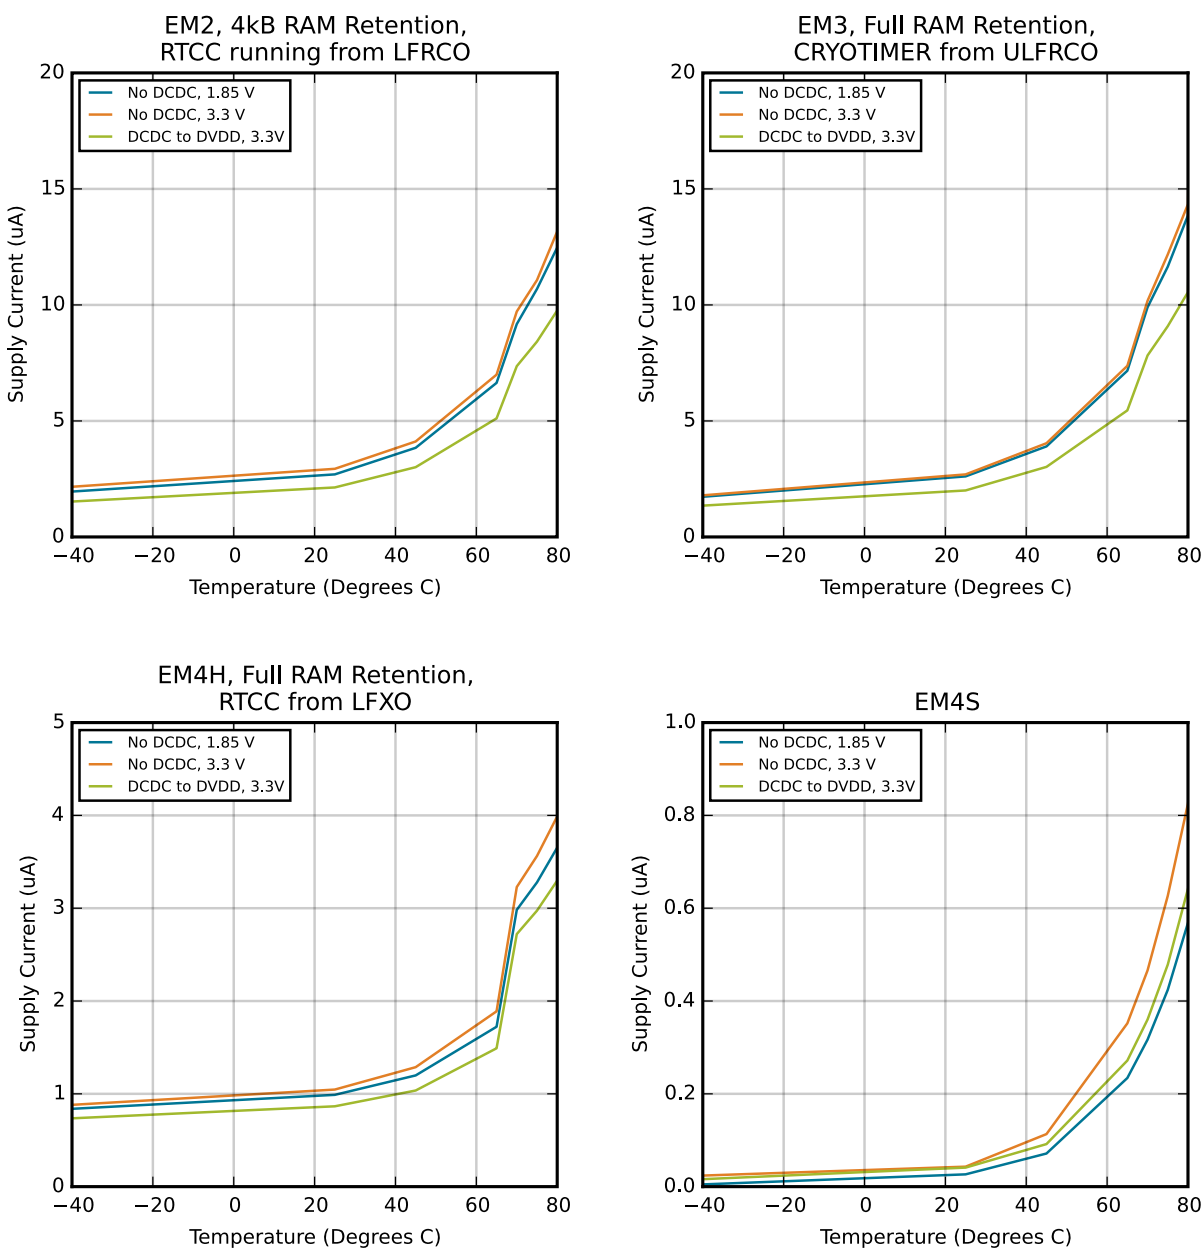 EM2, 4kB RAM Retention,
RTCC running from LFRCO
20
15
10
5
0
No DCDC, 1.85 V
No DCDC, 3.3 V
DCDC to DVDD, 3.3V
Supply Current (uA)
−40 −20 0 20 40 60 80
Temperature (Degrees C)
EM3, Full RAM Retention,
CRYOTIMER from ULFRCO
20
15
10
5
0
No DCDC, 1.85 V
No DCDC, 3.3 V
DCDC to DVDD, 3.3V
Supply Current (uA)
−40 −20 0 20 40 60 80
Temperature (Degrees C)
EM4H, Full RAM Retention,
RTCC from LFXO
5
4
3
2
1
0
No DCDC, 1.85 V
No DCDC, 3.3 V
DCDC to DVDD, 3.3V
Supply Current (uA)
−40 −20 0 20 40 60 80
Temperature (Degrees C)
EM4S
1.0
0.8
0.6
0.4
0.2
0.0
No DCDC, 1.85 V
No DCDC, 3.3 V
DCDC to DVDD, 3.3V
Supply Current (uA)
−40 −20 0 20 40 60 80
Temperature (Degrees C)